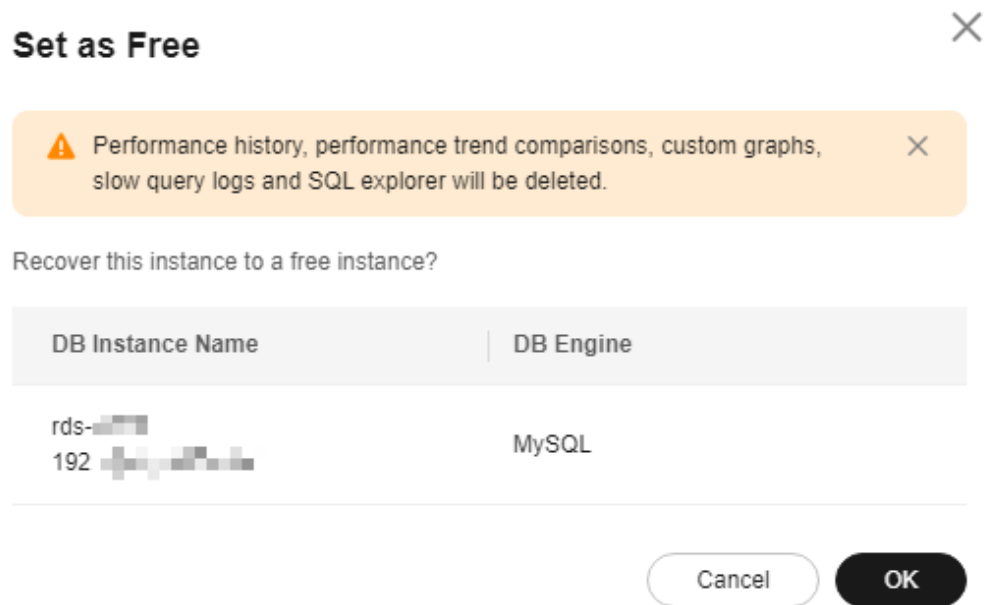 Set as Free
Performance history, performance trend comparisons, custom graphs,
slow query logs and SQL explorer will be deleted.
Recover this instance to a free instance?
DB Instance Name
DB Engine
rds-
192
MySQL
Cancel
OK